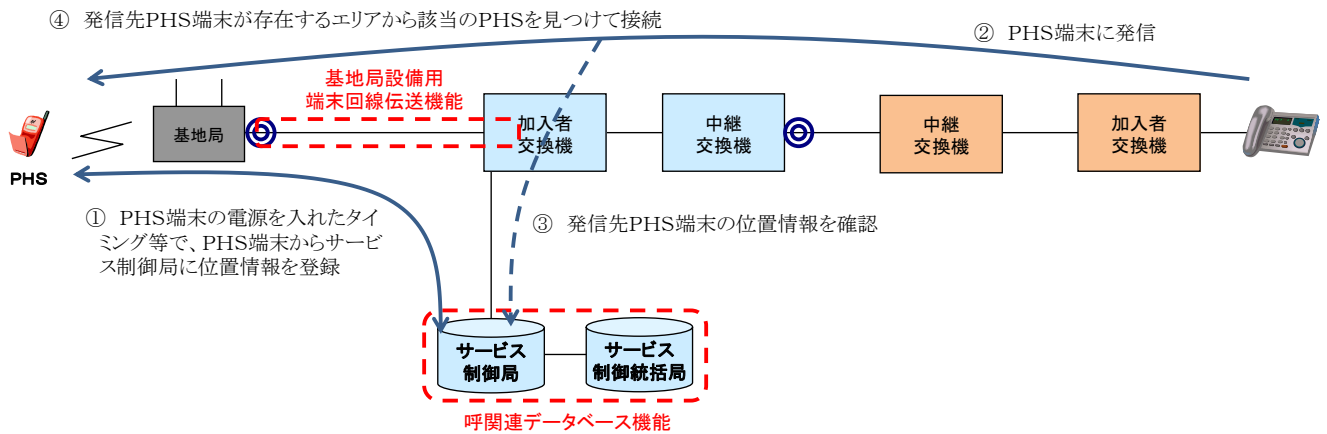 ④ 発信先PHS端末が存在するエリアから該当のPHSを見つけて接続
② PHS端末に発信
基地局設備用
端末回線伝送機能
基地局
加入者
交換機
中継
交換機
中継
交換機
加入者
交換機
PHS
① PHS端末の電源を入れたタイ
ミング等で、PHS端末からサービ
ス制御局に位置情報を登録
③ 発信先PHS端末の位置情報を確認
サービス
制御局
サービス
制御統括局
呼関連データベース機能